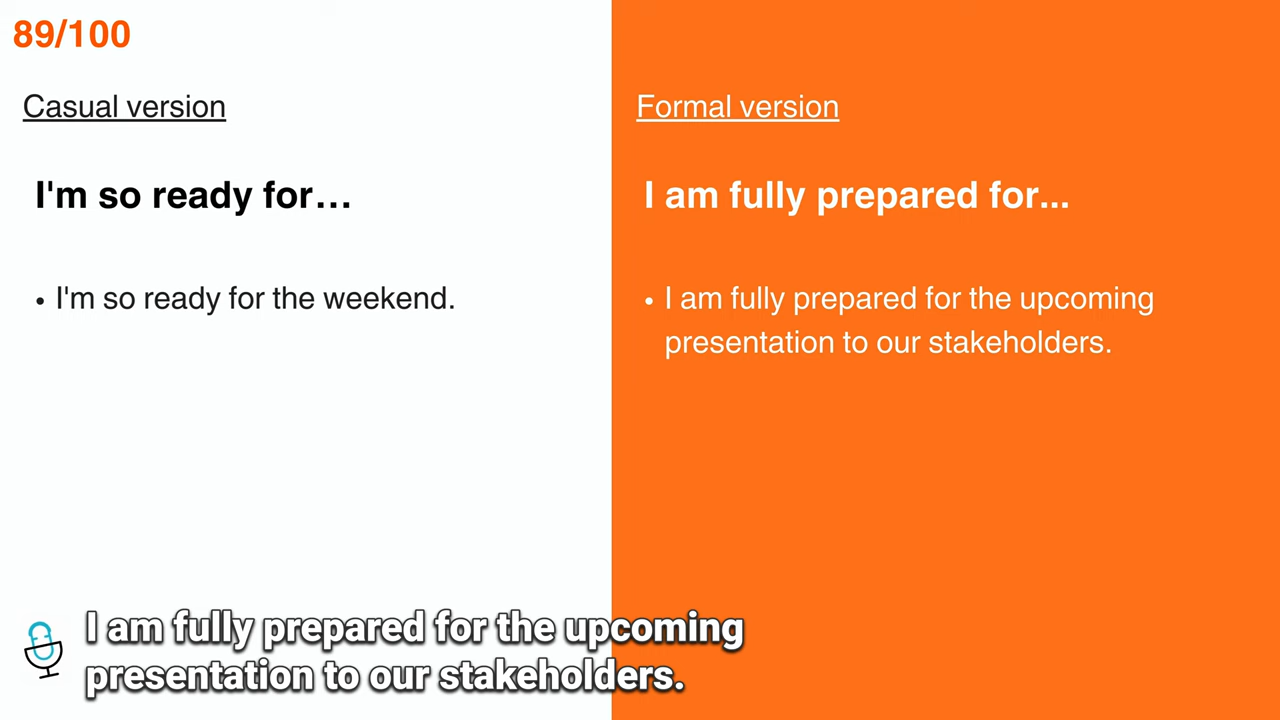 89/100
Casual version
I'm so ready for…
• I'm so ready for the weekend.
Formal version
I am fully prepared for...
• I am fully prepared for the upcoming
presentation to our stakeholders.
I am fully prepared for the upcoming
presentation to our stakeholders.